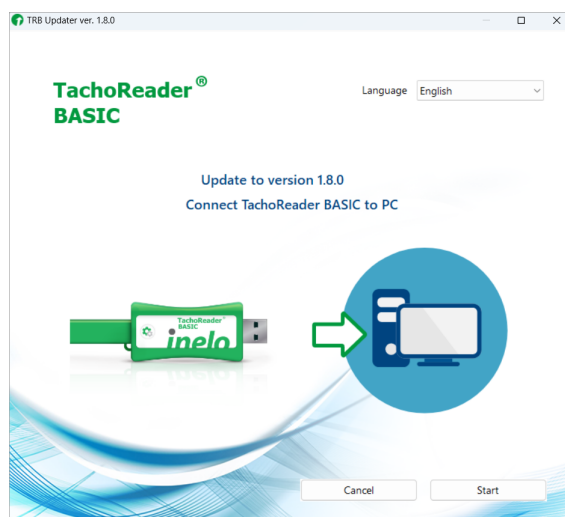 TRB Updater ver. 1.8.0
TachoReader ®
BASIC
Language English
Update to version 1.8.0
Connect TachoReader BASIC to PC
TachoReader®
BASIC
inelo
Cancel Start